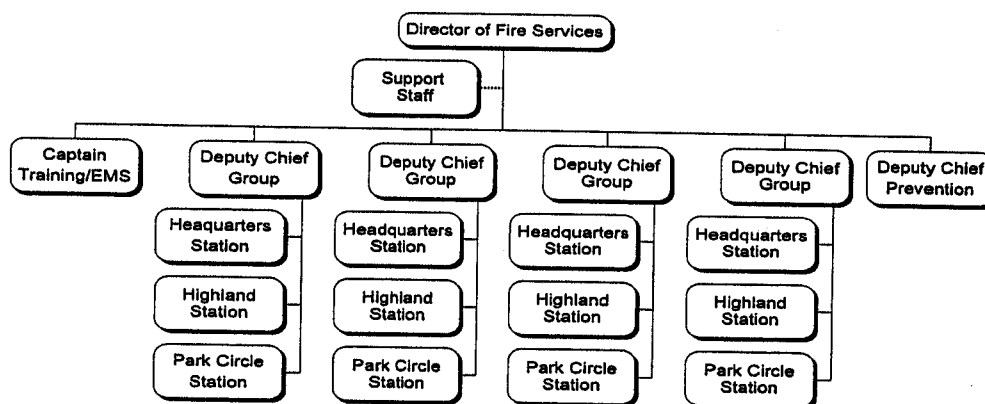 Director of Fire Services
Support
Staff
Captain
Training/EMS
Deputy Chief
Group
Deputy Chief
Group
Deputy Chief
Group
Deputy Chief
Group
Deputy Chief
Prevention
Heaquarters
Station
Headquarters
Station
Headquarters
Station
Headquarters
Station
Highland
Station
Highland
Station
Highland
Station
Highland
Station
Park Circle
Station
Park Circle
Station
Park Circle
Station
Park Circle
Station